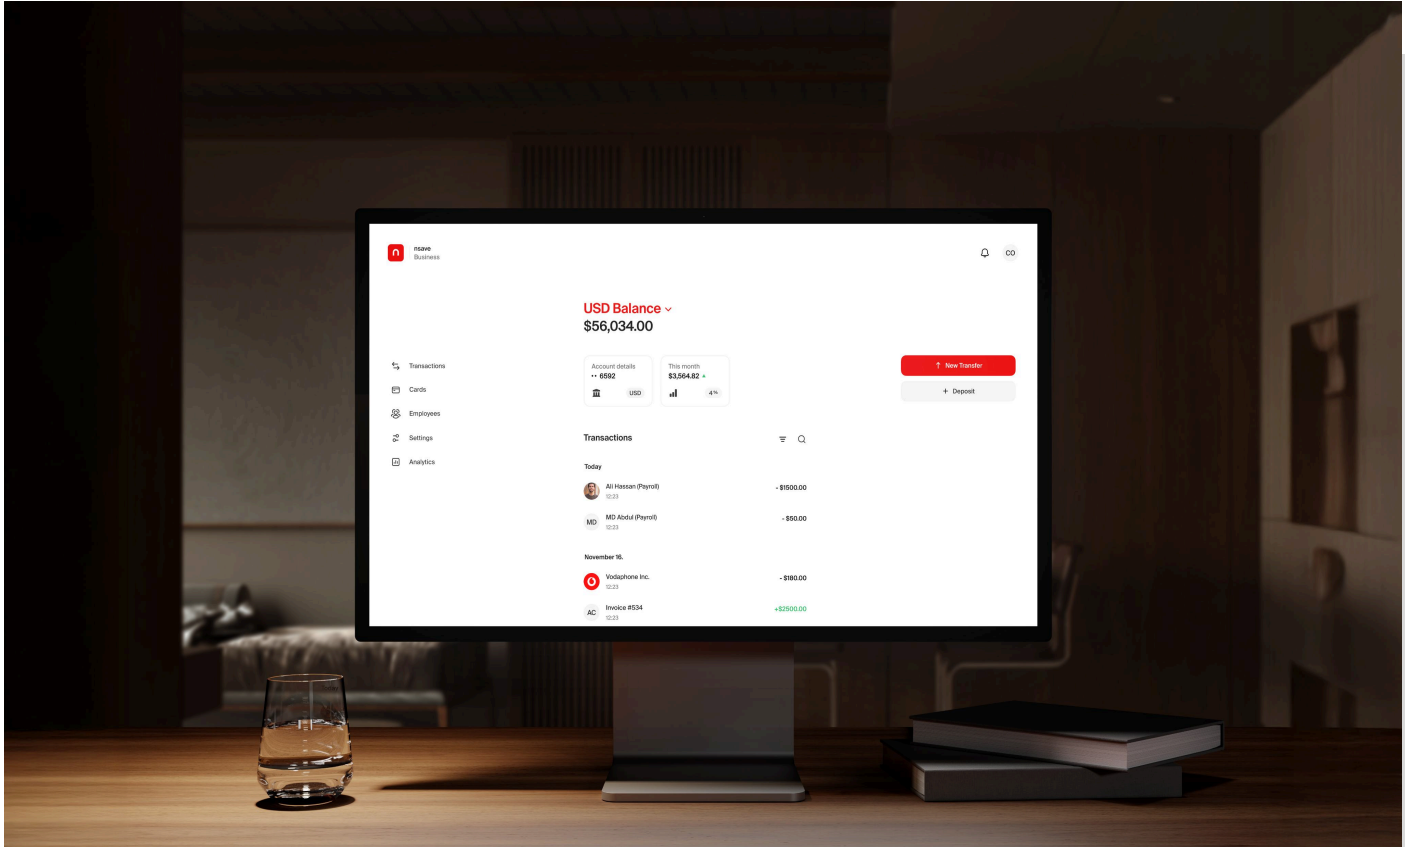 nsave
Business
CO
USD Balance
$56,034.00
Transactions
Cards
Employees
Settings
Analytics
Account details
•• 6592
USD
This month
$3,564.82
4%
New Transfer
+ Deposit
Transactions
Today
Ali Hassan (Payroll)
12:23
- $1500.00
MD
MD Abdul (Payroll)
12:23
- $50.00
November 16.
Vodaphone Inc.
12:23
- $180.00
AC
Invoice #534
12:23
+$2500.00